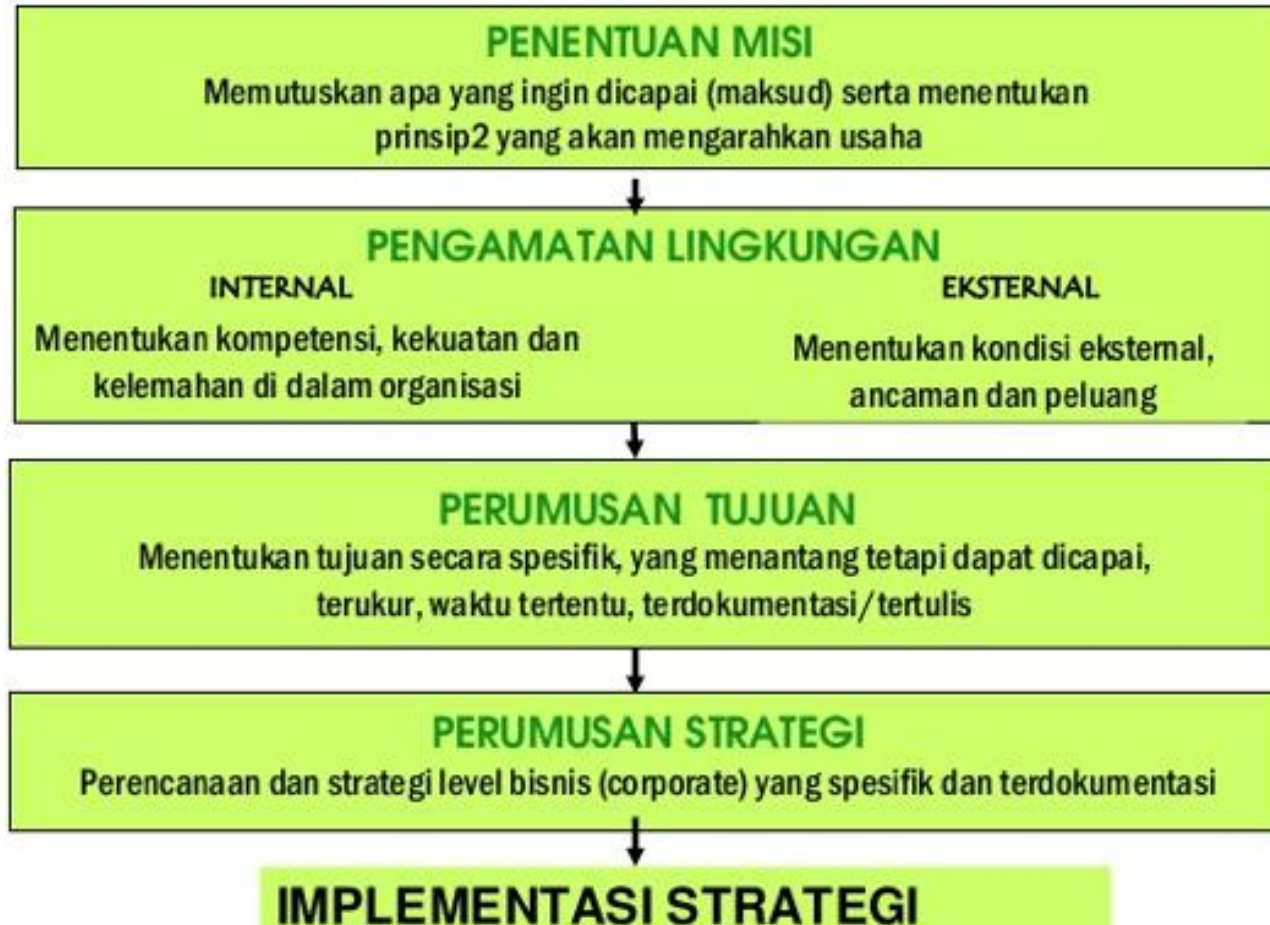 PENENTUAN MISI
Memutuskan apa yang ingin dicapai (maksud) serta menentukan
prinsip2 yang akan mengarahkan usaha
PENGAMATAN LINGKUNGAN
INTERNAL
Menentukan kompetensi, kekuatan dan
kelemahan di dalam organisasi
EKSTERNAL
Menentukan kondisi eksternal,
ancaman dan peluang
PERUMUSAN TUJUAN
Menentukan tujuan secara spesifik, yang menantang tetapi dapat dicapai,
terukur, waktu tertentu, terdokumentasi/tertulis
PERUMUSAN STRATEGI
Perencanaan dan strategi level bisnis (corporate) yang spesifik dan terdokumentasi
IMPLEMENTASI STRATEGI